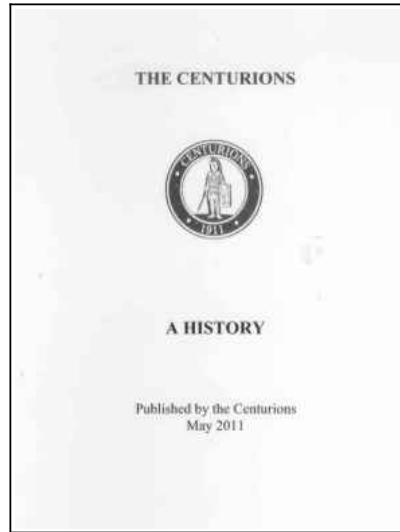 THE CENTURIONS
CENTURIONS
1911
A HISTORY
Published by the Centurions
May 2011